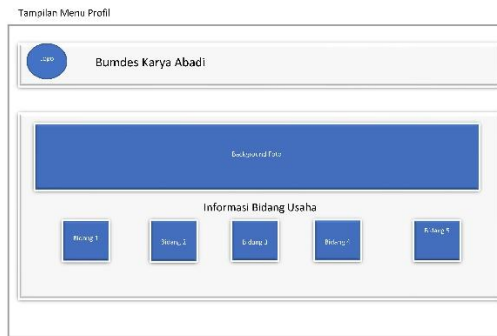 Tampilan Menu Profil
Logo
Bumdes Karya Abadi
Background Foto
Informasi Bidang Usaha
Bidang 1
Bidang 2
Bidang 3
Bidang 4
Bidang 5